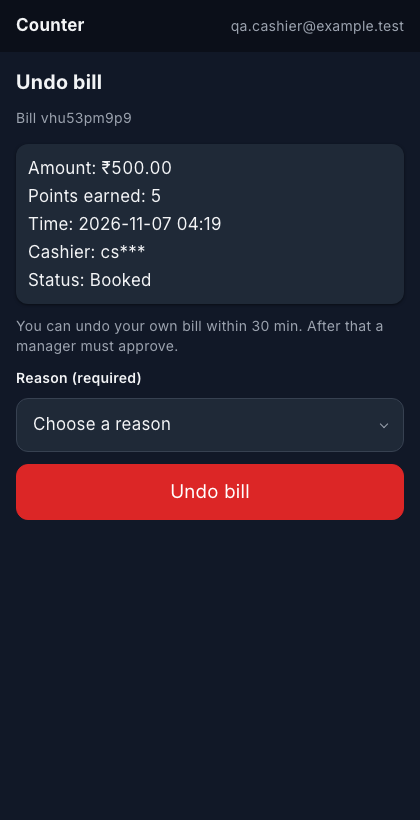 Counter
qa.cashier@example.test
Undo bill
Bill vhu53pm9p9
Amount: ₹500.00
Points earned: 5
Time: 2026-11-07 04:19
Cashier: cs***
Status: Booked
You can undo your own bill within 30 min. After that a
manager must approve.
Reason (required)
Choose a reason
Undo bill